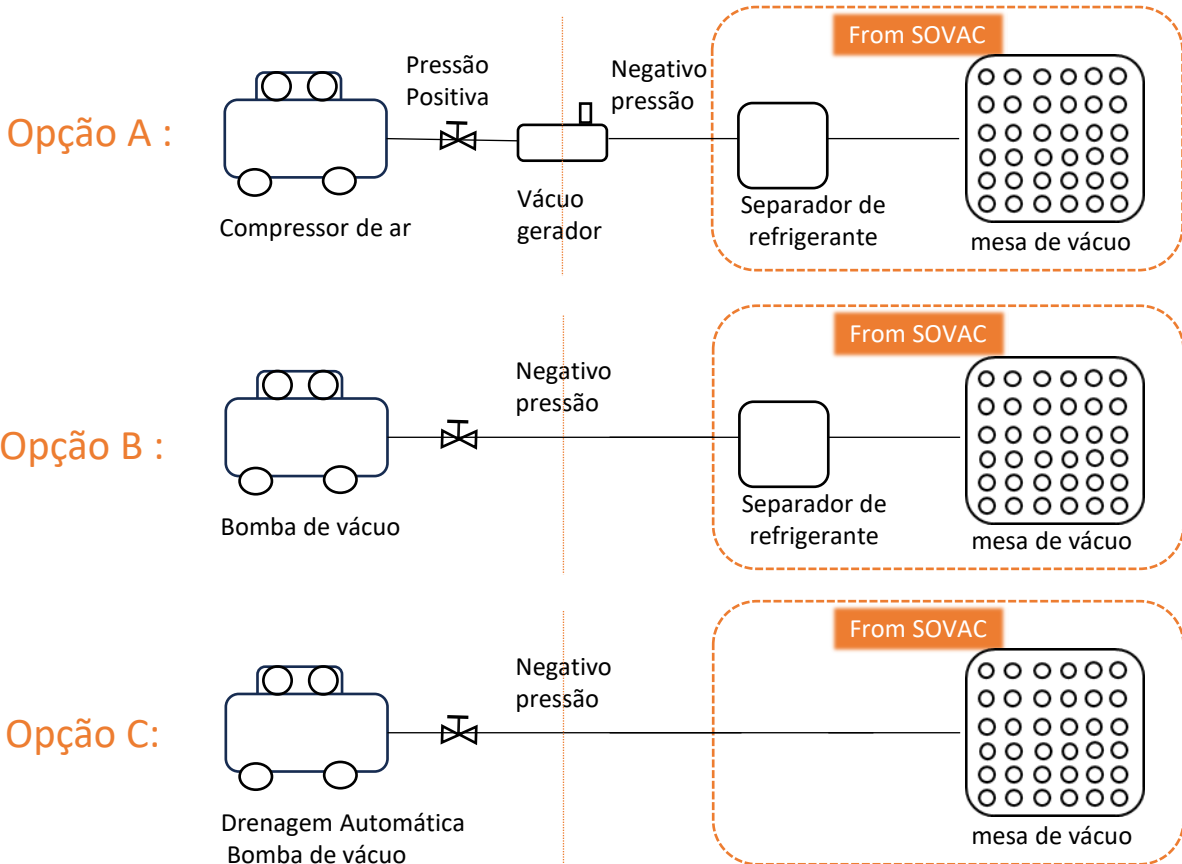 From SOVAC
Opção A :
Pressão
Positiva
Negativo
pressão
Compressor de ar
Vácuo
gerador
Separador de
refrigerante
mesa de vácuo
From SOVAC
Opção B :
Negativo
pressão
Bomba de vácuo
Separador de
refrigerante
mesa de vácuo
From SOVAC
Opção C:
Negativo
pressão
Drenagem Automática
Bomba de vácuo
mesa de vácuo